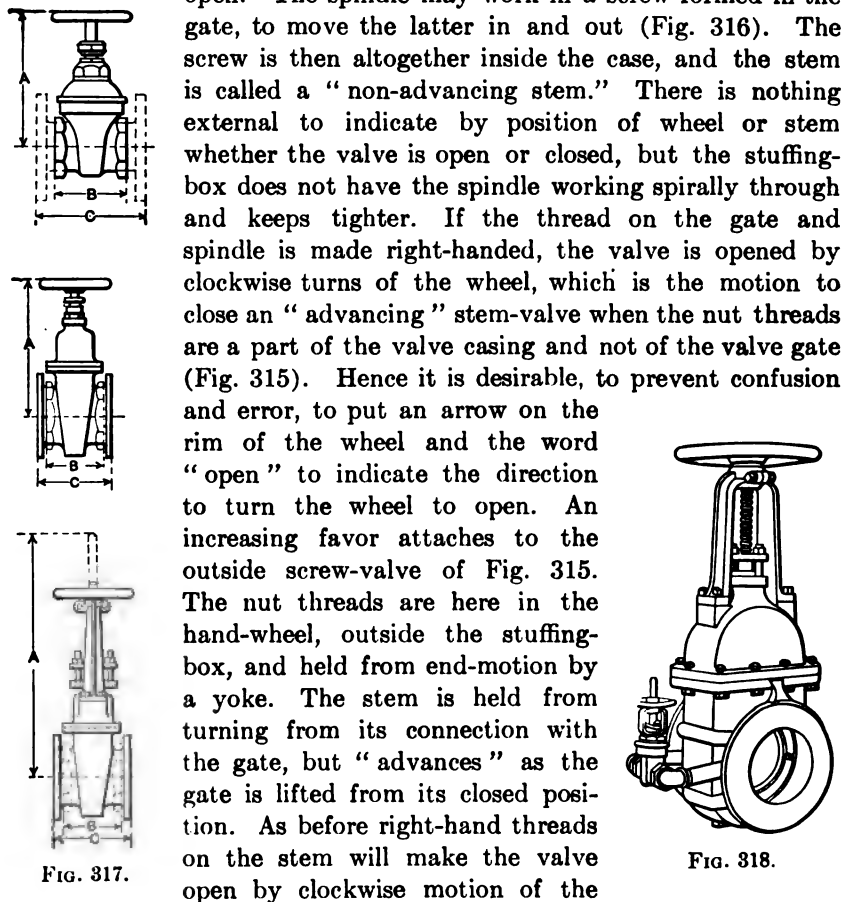 open. The spindle may work in a screw formed in the
gate, to move the latter in and out (Fig. 316). The
screw is then altogether inside the case, and the stem
is called a “ non-advancing stem.” There is nothing
external to indicate by position of wheel or stem
whether the valve is open or closed, but the stuffing-
box does not have the spindle working spirally through
and keeps tighter. If the thread on the gate and
spindle is made right-handed, the valve is opened by
clockwise turns of the wheel, which is the motion to
close an “ advancing ” stem-valve when the nut threads
are a part of the valve casing and not of the valve gate
(Fig. 315). Hence it is desirable, to prevent confusion
and error, to put an arrow on the
rim of the wheel and the word
“ open ” to indicate the direction
to turn the wheel to open. An
increasing favor attaches to the
outside screw-valve of Fig. 315.
The nut threads are here in the
hand-wheel, outside the stuffing-
box, and held from end-motion by
a yoke. The stem is held from
turning from its connection with
the gate, but “ advances ” as the
gate is lifted from its closed posi-
tion. As before right-hand threads
on the stem will make the valve
open by clockwise motion of the
A
B
C
A
B
C
A
B
C
FIG. 317.
FIG. 318.